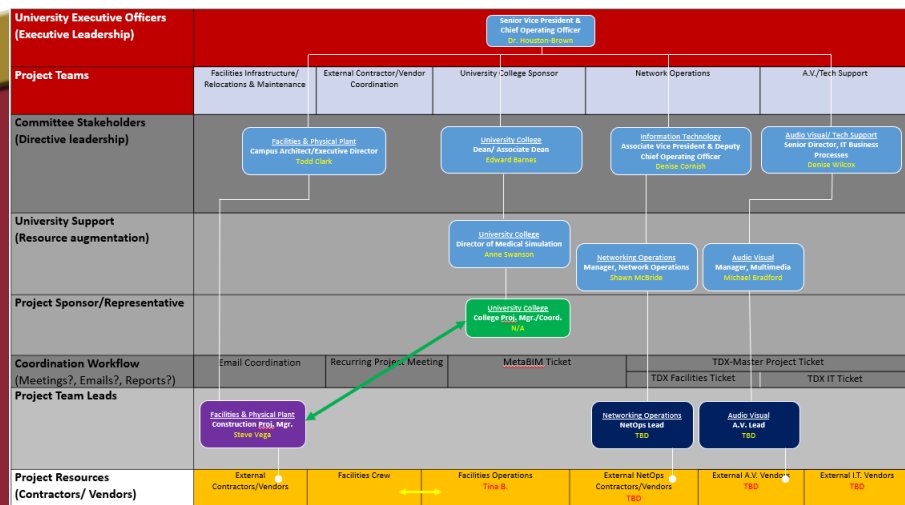 University Executive Officers
(Executive Leadership)
Senior Vice President &
Chief Operating Officer
Dr. Houston-Brown
Project Teams
Facilities Infrastructure/
Relocations & Maintenance
External Contractor/Vendor
Coordination
University College Sponsor
Network Operations
A.V./Tech Support
Committee Stakeholders
(Directive leadership)
Facilities & Physical Plant
Campus Architect/Executive Director
Todd Clark
University College
Dean/ Associate Dean
Edward Barnes
Information Technology
Associate Vice President & Deputy
Chief Operating Officer
Denise Cornish
Audio Visual/ Tech Support
Senior Director, IT Business
Processes
Denise Wilcox
University Support
(Resource augmentation)
University College
Director of Medical Simulation
Anne Swanson
Networking Operations
Manager, Network Operations
Shawn McBride
Audio Visual
Manager, Multimedia
Michael Bradford
Project Sponsor/Representative
University College
College Proj. Mgr./Coord.
N/A
Coordination Workflow
(Meetings?, Emails?, Reports?)
Email Coordination
Recurring Project Meeting
MetaBIM Ticket
TDX-Master Project Ticket
TDX Facilities Ticket
TDX IT Ticket
Project Team Leads
Facilities & Physical Plant
Construction Proj. Mgr.
Steve Vega
Networking Operations
NetOps Lead
TBD
Audio Visual
A.V. Lead
TBD
Project Resources
(Contractors/ Vendors)
External
Contractors/Vendors
Facilities Crew
Facilities Operations
Tina B.
External NetOps
Contractors/Vendors
TBD
External A.V. Vendors
TBD
External I.T. Vendors
TBD